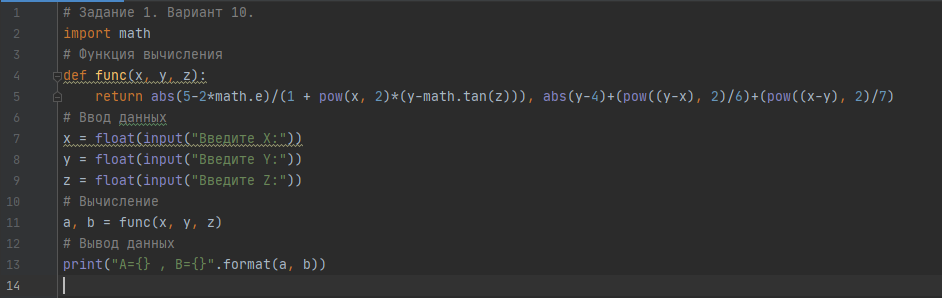 1 # Задание 1. Вариант 10.
2 import math
3 # Функция вычисления
4 def func(x, y, z):
5     return abs(5-2*math.e)/(1 + pow(x, 2)*(y-math.tan(z))), abs(y-4)+(pow((y-x), 2)/6)+(pow((x-y), 2)/7)
6 # Ввод данных
7 x = float(input("Введите X:"))
8 y = float(input("Введите Y:"))
9 z = float(input("Введите Z:"))
10 # Вычисление
11 a, b = func(x, y, z)
12 # Вывод данных
13 print("A={} , B={}".format(a, b))
14